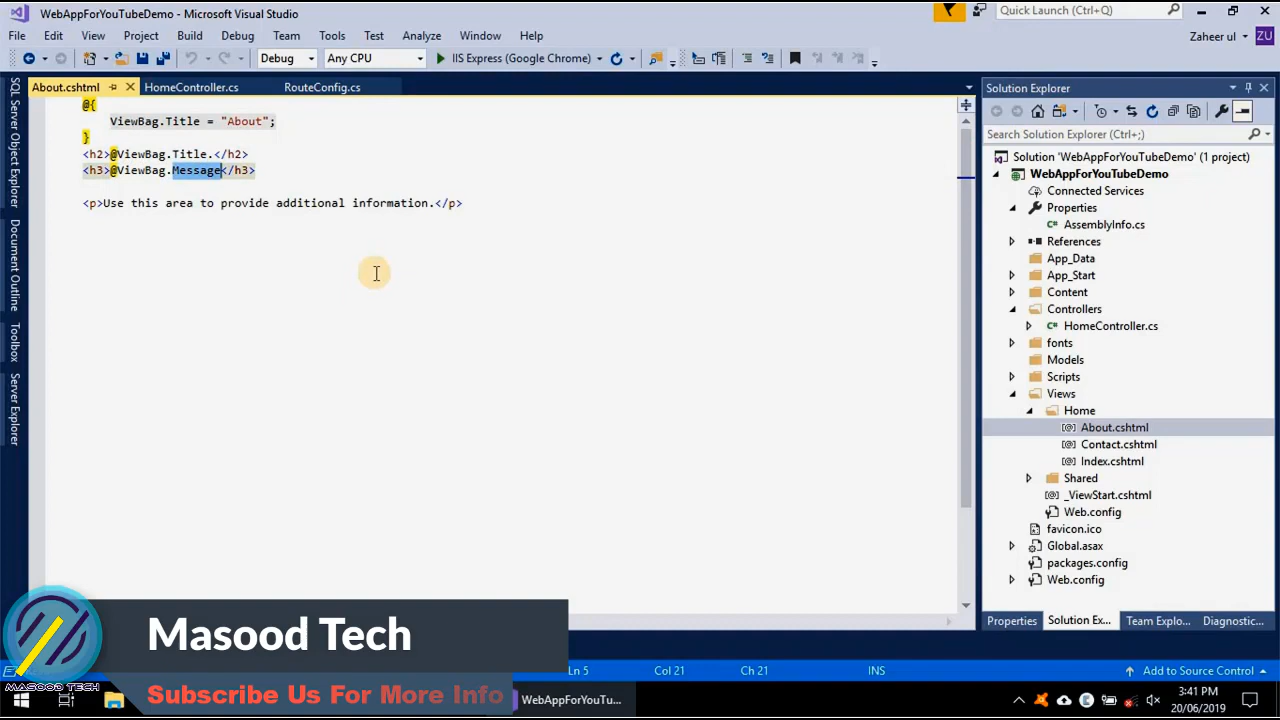 WebAppForYouTubeDemo - Microsoft Visual Studio
Quick Launch (Ctrl+Q)
File Edit View Project Build Debug Team Tools Test Analyze Window Help
Zaheer ul ZU
Debug Any CPU IIS Express (Google Chrome)
About.cshtml HomeController.cs RouteConfig.cs
@{
ViewBag.Title = "About";
}
<h2>@ViewBag.Title.</h2>
<h3>@ViewBag.Message</h3>
<p>Use this area to provide additional information.</p>
SQL Server Object Explorer
Document Outline
Toolbox
Server Explorer
Solution Explorer
Search Solution Explorer (Ctrl+;)
Solution 'WebAppForYouTubeDemo' (1 project)
WebAppForYouTubeDemo
Connected Services
Properties
AssemblyInfo.cs
References
App_Data
App_Start
Content
Controllers
HomeController.cs
fonts
Models
Scripts
Views
Home
About.cshtml
Contact.cshtml
Index.cshtml
Shared
_ViewStart.cshtml
Web.config
favicon.ico
Global.asax
packages.config
Web.config
Properties Solution Ex... Team Explo... Diagnostic...
Masood Tech
MASOOD TECH
Subscribe Us For More Info
Ln 5 Col 21 Ch 21 INS Add to Source Control
WebAppForYouTu...
3:41 PM
20/06/2019